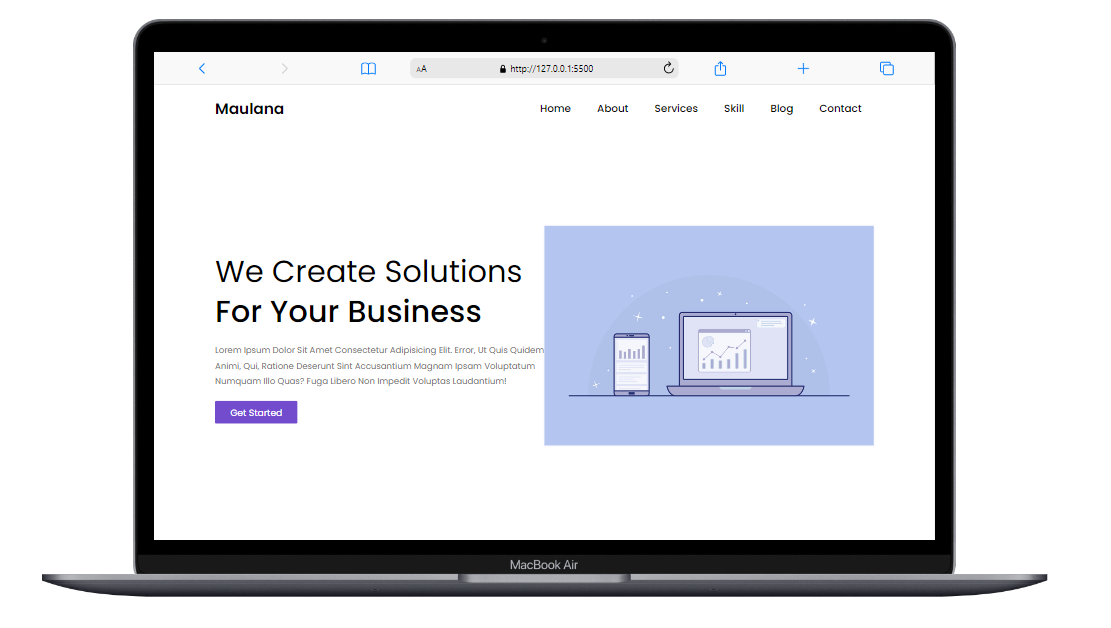 AA http://127.0.0.1:5500
Maulana Home About Services Skill Blog Contact
We Create Solutions
For Your Business
Lorem Ipsum Dolor Sit Amet Consectetur Adipisicing Elit. Error, Ut Quis Quidem
Animi, Qui, Ratione Deserunt Sint Accusantium Magnam Ipsam Voluptatum
Numquam Illo Quas? Fuga Libero Non Impedit Voluptas Laudantium!
Get Started
MacBook Air